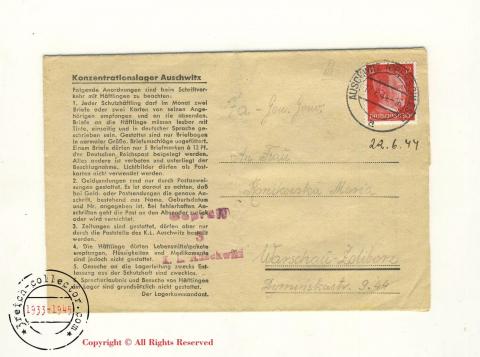 Konzentrationslager Auschwitz
Folgende Anordnungen sind beim Schriftver-
kehr mit Häftlingen zu beachten:
1. Jeder Schutzhäftling darf im Monat zwei
Briefe oder zwei Karten von seinen Ange-
hörigen empfangen und an sie absenden.
Briefe an die Häftlinge müssen lesbar mit
Tinte, einseitig und in deutscher Sprache ge-
schrieben sein. Gestattet sind nur Briefbogen
in normaler Größe. Briefumschläge ungefüttert.
Einem Briefe dürfen nur 5 Briefmarken à 12 Pf.
der Deutschen Reichspost beigelegt werden.
Alles andere ist verboten und unterliegt der
Beschlagnahme. Lichtbilder dürfen als Post-
karten nicht verwendet werden.
2. Geldsendungen sind nur durch Postanwei-
sungen gestattet. Es ist darauf zu achten, daß
bei Geld- oder Postsendungen die genaue An-
schrift, bestehend aus Name, Geburtsdatum
und Nr. angegeben ist. Bei fehlerhaften An-
schriften geht die Post an den Absender zurück
oder wird vernichtet.
3. Zeitungen sind gestattet, dürfen aber nur
durch die Poststelle des K.L. Auschwitz bestellt
werden.
4. Die Häftlinge dürfen Lebensmittelpakete
empfangen, Flüssigkeiten und Medikamente
sind jedoch nicht gestattet.
5. Gesuche an die Lagerleitung zwecks Ent-
lassung aus der Schutzhaft sind zwecklos.
6. Sprecherlaubnis und Besuche von Häftlingen
im Lager sind grundsätzlich nicht gestattet.
Der Lagerkommandant.
Geprüft
3
K. L. Auschwitz
AUSCHWITZ
22.6.44
An Frau
Maria
Warschau-Zoliborz
3reich-collector.com
1933-1945
Copyright © All Rights Reserved